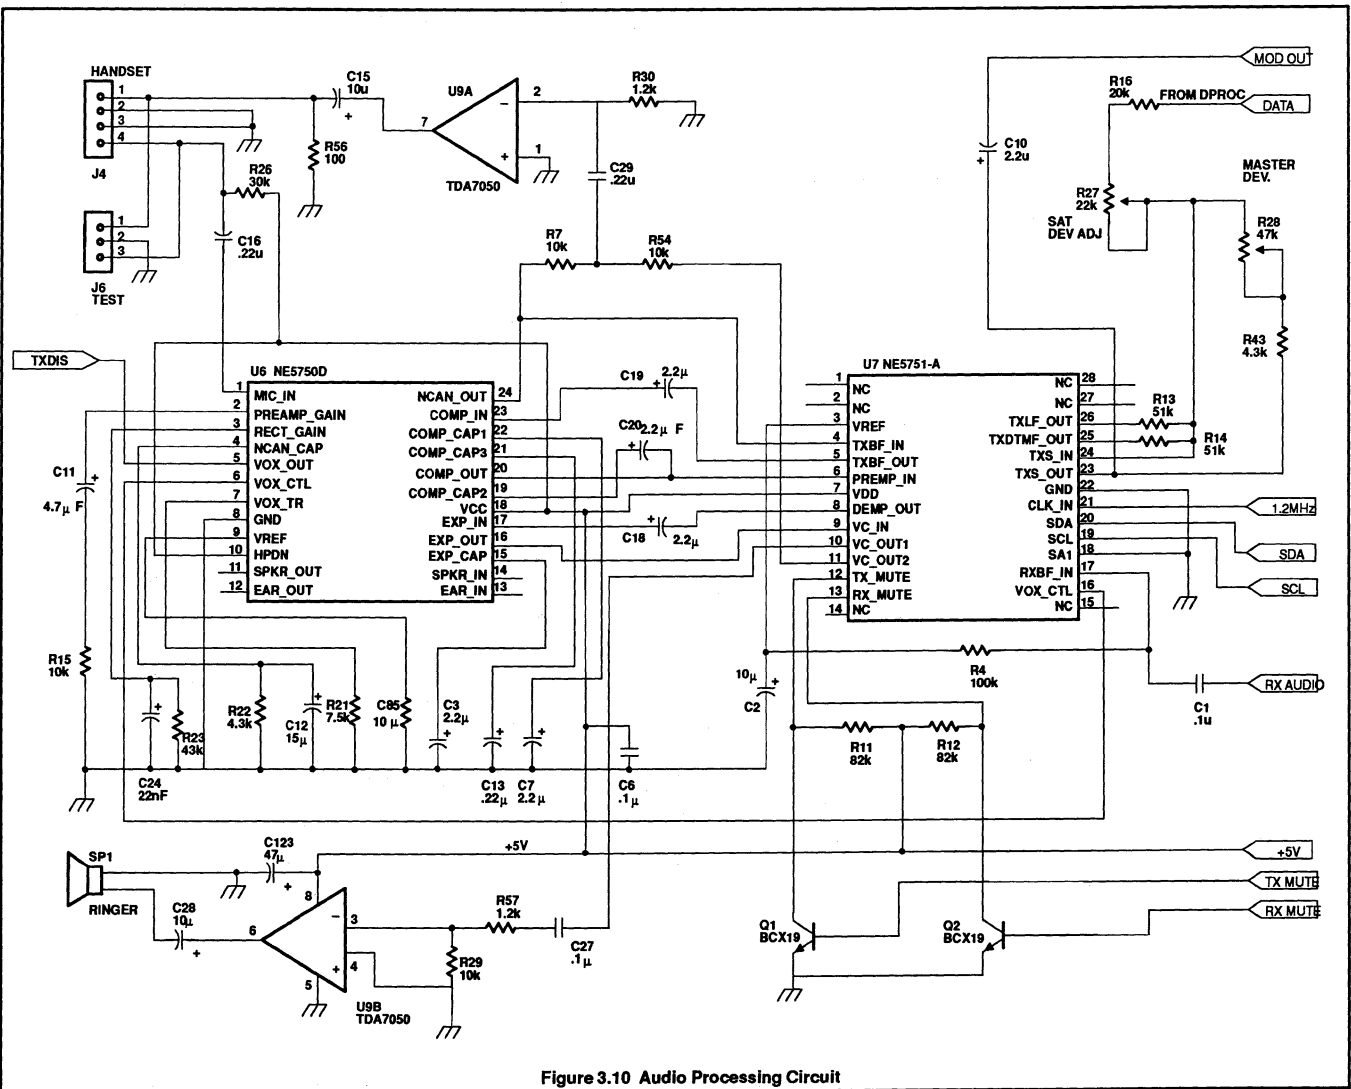 HANDSET
1
2
3
4
J4
1
2
3
J6
TEST
C15
10u
+
R56
100
R26
30k
C16
.22u
U9A
7
2
1
−
+
TDA7050
R30
1.2k
C29
.22u
R7
10k
R54
10k
MOD OUT
R16
20k
FROM DPROC
DATA
C10
2.2u
+
MASTER
DEV.
R27
22k
SAT
DEV ADJ
R28
47k
R43
4.3k
TXDIS
U6 NE5750D
1 MIC_IN
2 PREAMP_GAIN
3 RECT_GAIN
4 NCAN_CAP
5 VOX_OUT
6 VOX_CTL
7 VOX_TR
8 GND
9 VREF
10 HPDN
11 SPKR_OUT
12 EAR_OUT
NCAN_OUT 24
COMP_IN 23
COMP_CAP1 22
COMP_CAP3 21
COMP_OUT 20
COMP_CAP2 19
VCC 18
EXP_IN 17
EXP_OUT 16
EXP_CAP 15
SPKR_IN 14
EAR_IN 13
C19
+
2.2μ
C20
+
2.2μ F
C18
+
2.2μ
U7 NE5751-A
1 NC
2 NC
3 VREF
4 TXBF_IN
5 TXBF_OUT
6 PREMP_IN
7 VDD
8 DEMP_OUT
9 VC_IN
10 VC_OUT1
11 VC_OUT2
12 TX_MUTE
13 RX_MUTE
14 NC
NC 28
NC 27
TXLF_OUT 26
TXDTMF_OUT 25
TXS_IN 24
TXS_OUT 23
GND 22
CLK_IN 21
SDA 20
SCL 19
SA1 18
RXBF_IN 17
VOX_CTL 16
NC 15
R13
51k
R14
51k
1.2MHz
SDA
SCL
RX AUDIO
C11
+
4.7μ F
R15
10k
C24
22nF
+
R23
43k
R22
4.3k
C12
15μ
+
R21
7.5k
C85
10 μ
C3
2.2μ
+
C13
.22μ
+
C7
2.2μ
+
C6
.1μ
10μ
+
C2
R4
100k
C1
.1u
R11
82k
R12
82k
+5V
+5V
TX MUTE
RX MUTE
SP1
RINGER
C123
47μ
+
C28
10μ
+
8
6
5
3
4
−
+
U9B
TDA7050
R57
1.2k
R29
10k
C27
.1μ
Q1
BCX19
Q2
BCX19
Figure 3.10 Audio Processing Circuit